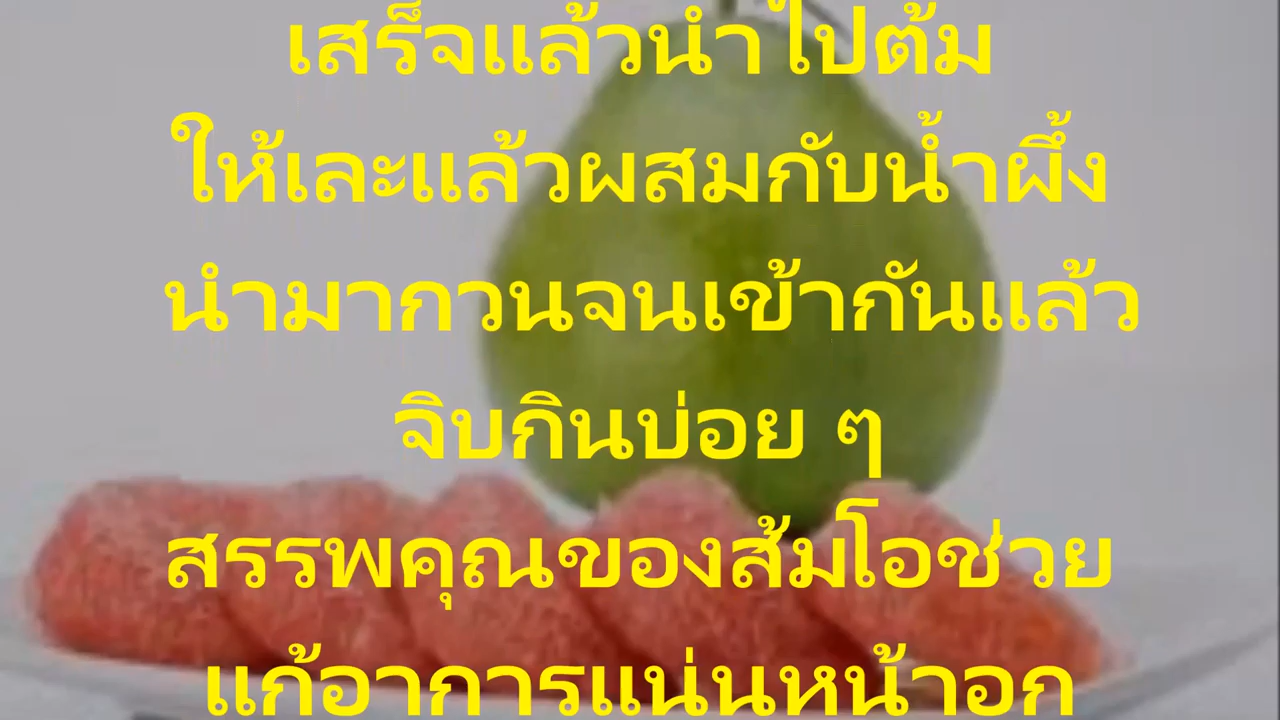 เสร็จแล้วนำไปต้ม
ให้เละแล้วผสมกับน้ำผึ้ง
นำมากวนจนเข้ากันแล้ว
จิบกินบ่อย ๆ
สรรพคุณของส้มโอช่วย
แก้อาการแน่นหน้าอก